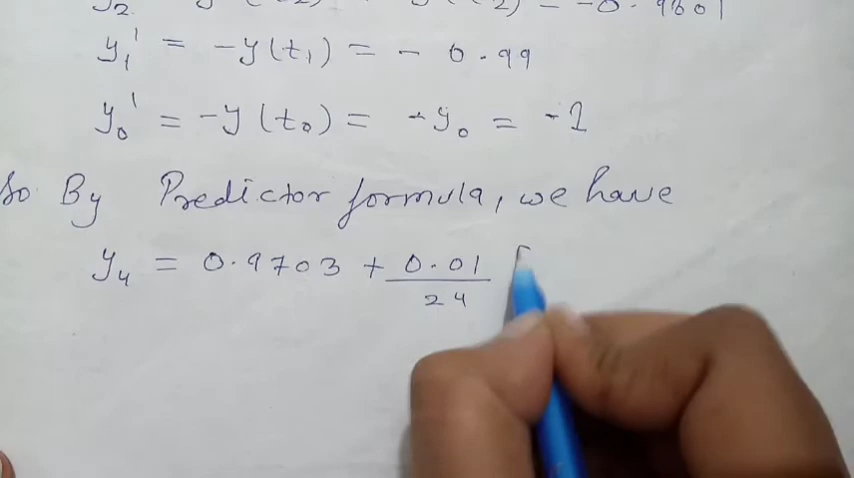 y₁' = -y(t₁) = - 0.99
y₀' = -y(t₀) = -y₀ = -1
So By Predictor formula, we have
y₄ = 0.9703 + 0.01/24 [